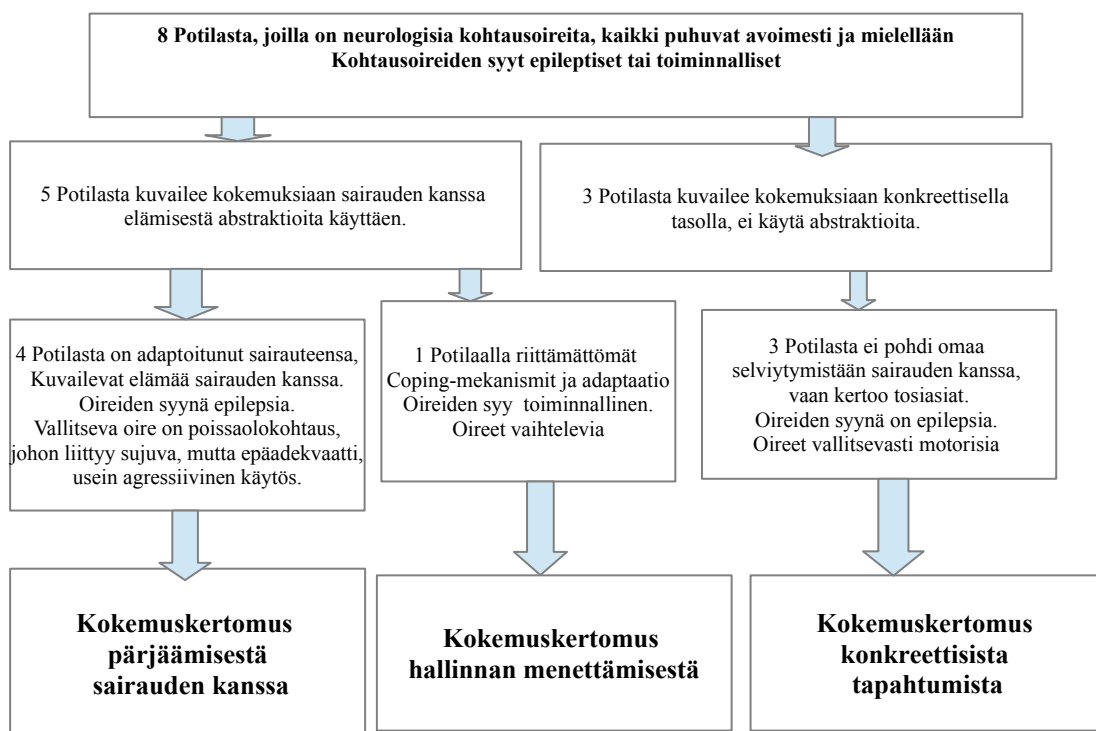 8 Potilasta, joilla on neurologisia kohtausoireita, kaikki puhuvat avoimesti ja mielellään
Kohtausoireiden syyt epileptiset tai toiminnalliset
5 Potilasta kuvailee kokemuksiaan sairauden kanssa
elämisestä abstraktioita käyttäen.
3 Potilasta kuvailee kokemuksiaan konkreettisella
tasolla, ei käytä abstraktioita.
4 Potilasta on adaptoitunut sairauteensa,
Kuvailevat elämää sairauden kanssa.
Oireiden syynä epilepsia.
Vallitseva oire on poissaolokohtaus,
johon liittyy sujuva, mutta epäadekvaatti,
usein agressiivinen käytös.
1 Potilaalla riittämättömät
Coping-mekanismit ja adaptaatio
Oireiden syy toiminnallinen.
Oireet vaihtelevia
3 Potilasta ei pohdi omaa
selviytymistään sairauden kanssa,
vaan kertoo tosiasiat.
Oireiden syynä on epilepsia.
Oireet vallitsevasti motorisia
Kokemuskertomus
pärjäämisestä
sairauden kanssa
Kokemuskertomus
hallinnan menettämisestä
Kokemuskertomus
konkreettisista
tapahtumista